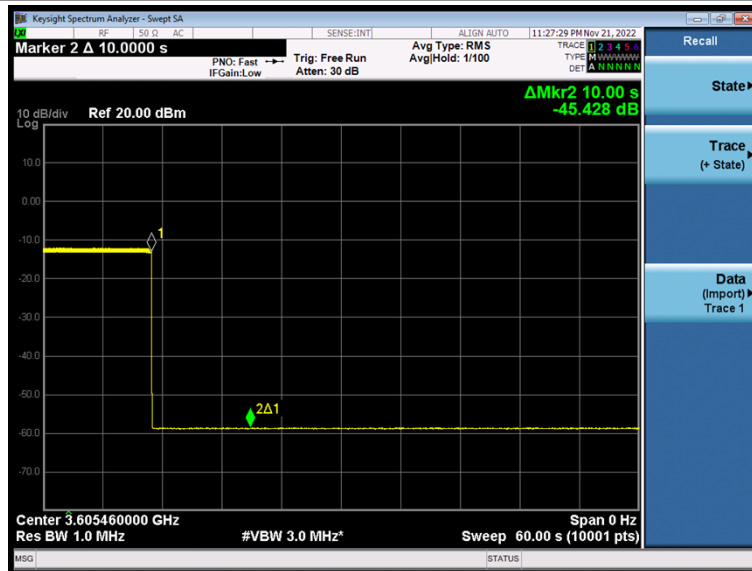 Keysight Spectrum Analyzer - Swept SA
LXI RF 50 Ω AC SENSE:INT ALIGN AUTO 11:27:29 PM Nov 21, 2022
Marker 2 Δ 10.0000 s
PNO: Fast
IFGain:Low
Trig: Free Run
Atten: 30 dB
Avg Type: RMS
Avg|Hold: 1/100
TRACE 1 2 3 4 5 6
TYPE M WWWWW
DET A N N N N N
ΔMkr2 10.00 s
-45.428 dB
10 dB/div
Log
Ref 20.00 dBm
10.0
0.00
-10.0
-20.0
-30.0
-40.0
-50.0
-60.0
-70.0
1
2Δ1
Center 3.605460000 GHz
Span 0 Hz
Res BW 1.0 MHz
#VBW 3.0 MHz*
Sweep 60.00 s (10001 pts)
MSG
STATUS
Recall
State
Trace
(+ State)
Data
(Import)
Trace 1